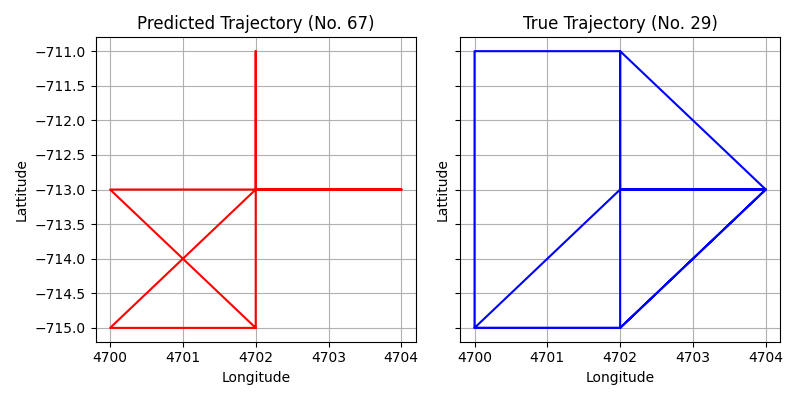 Predicted Trajectory (No. 67)
True Trajectory (No. 29)
−711.0
−711.5
−712.0
−712.5
−713.0
−713.5
−714.0
−714.5
−715.0
Lattitude
Lattitude
4700 4701 4702 4703 4704
4700 4701 4702 4703 4704
Longitude
Longitude